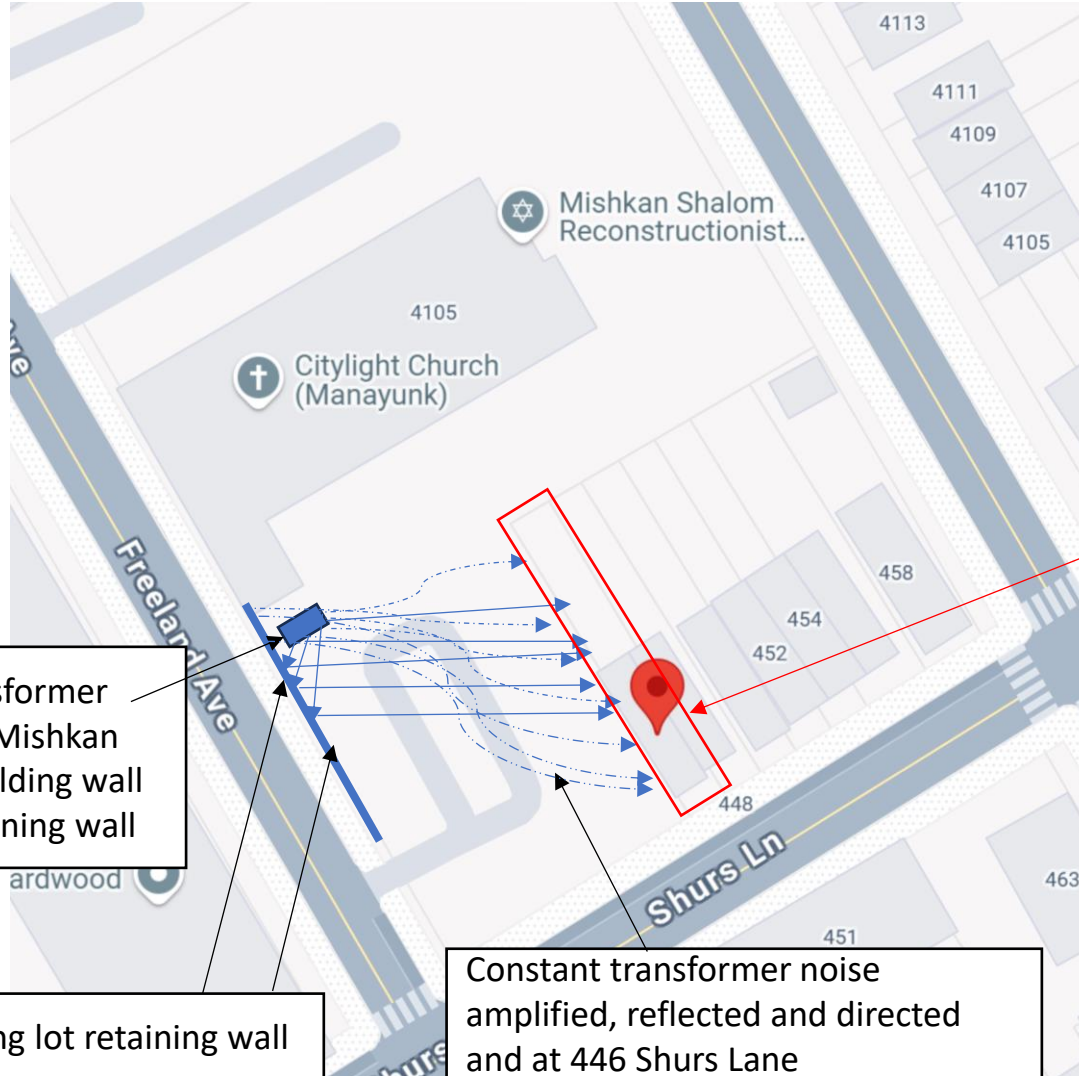 4113
4111
4109
4107
4105
Mishkan Shalom
Reconstructionist...
4105
Citylight Church
(Manayunk)
Freeland Ave
458
454
452
448
sformer
Mishkan
lding wall
ning wall
ardwood
Shurs Ln
463
451
ng lot retaining wall
Constant transformer noise
amplified, reflected and directed
and at 446 Shurs Lane